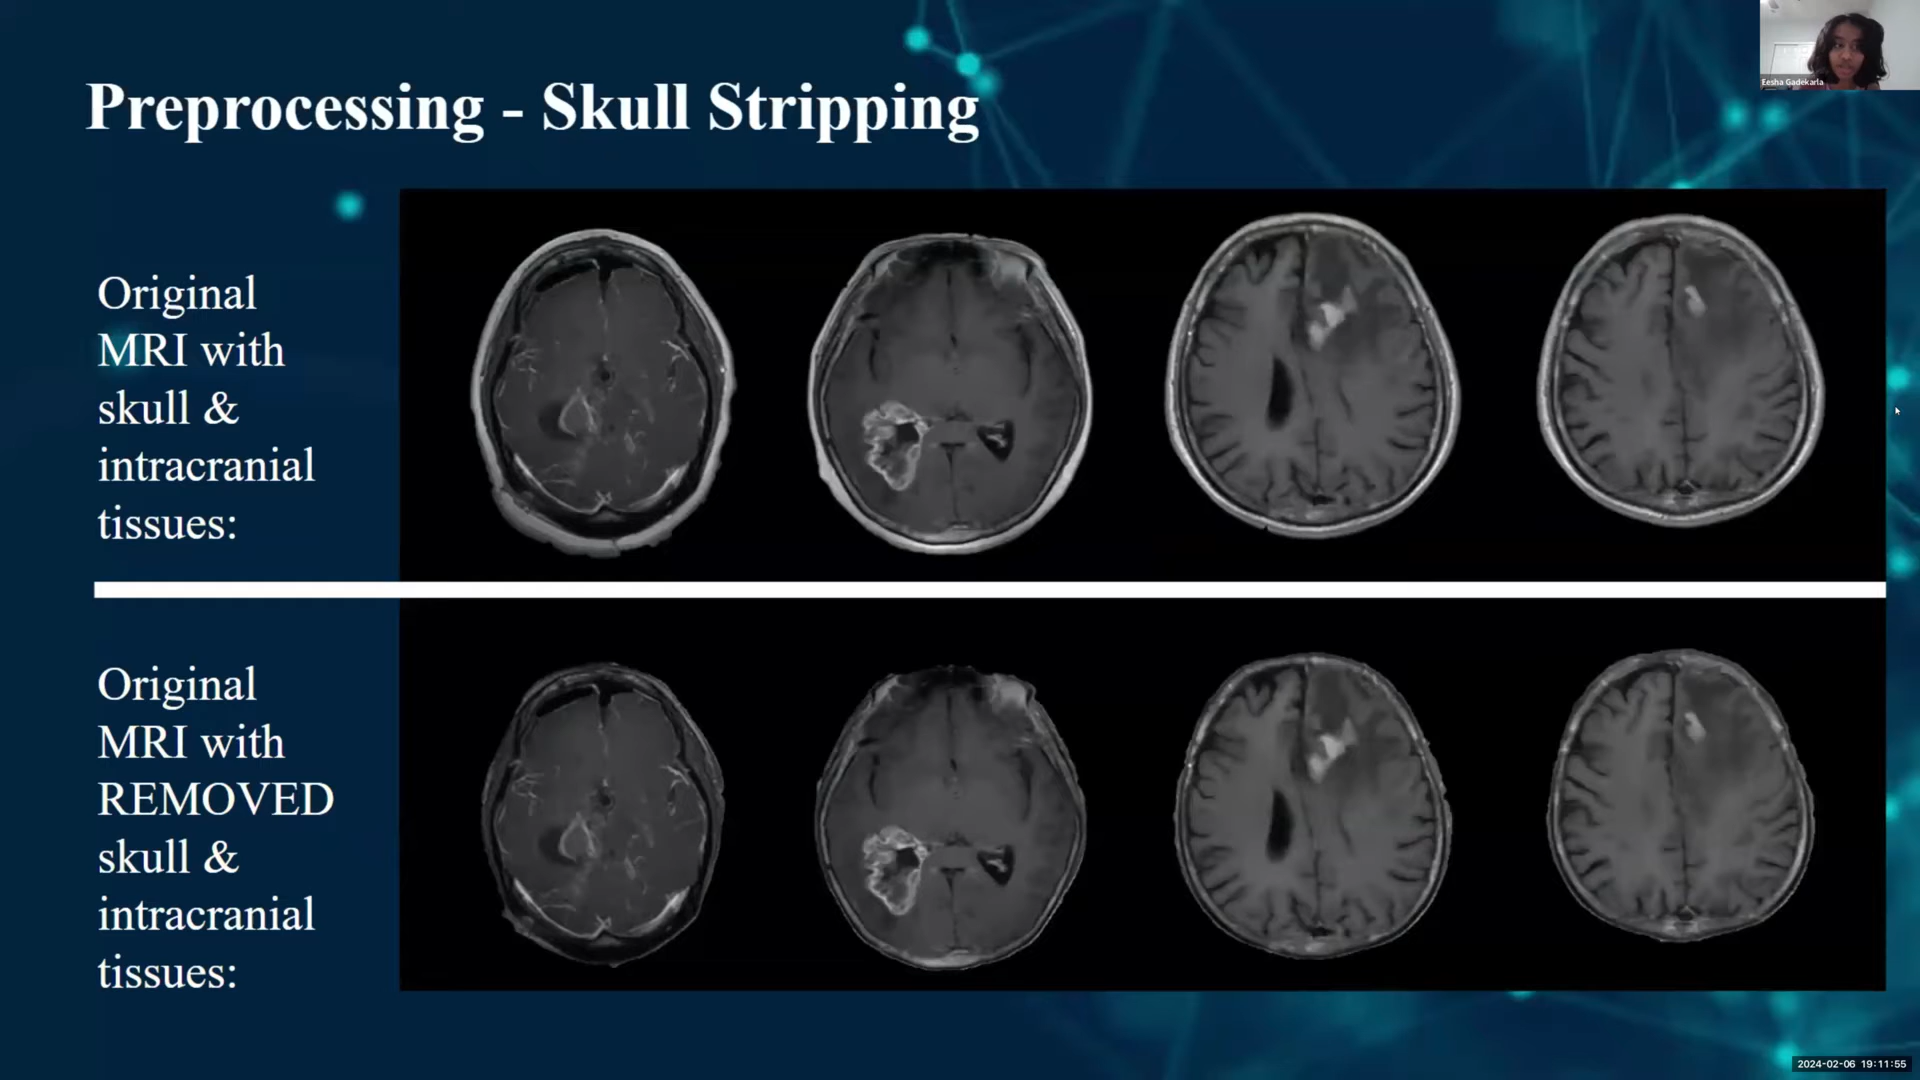 Preprocessing - Skull Stripping
Eesha Gadekarla
Original
MRI with
skull &
intracranial
tissues:
Original
MRI with
REMOVED
skull &
intracranial
tissues:
2024-02-06 19:11:55